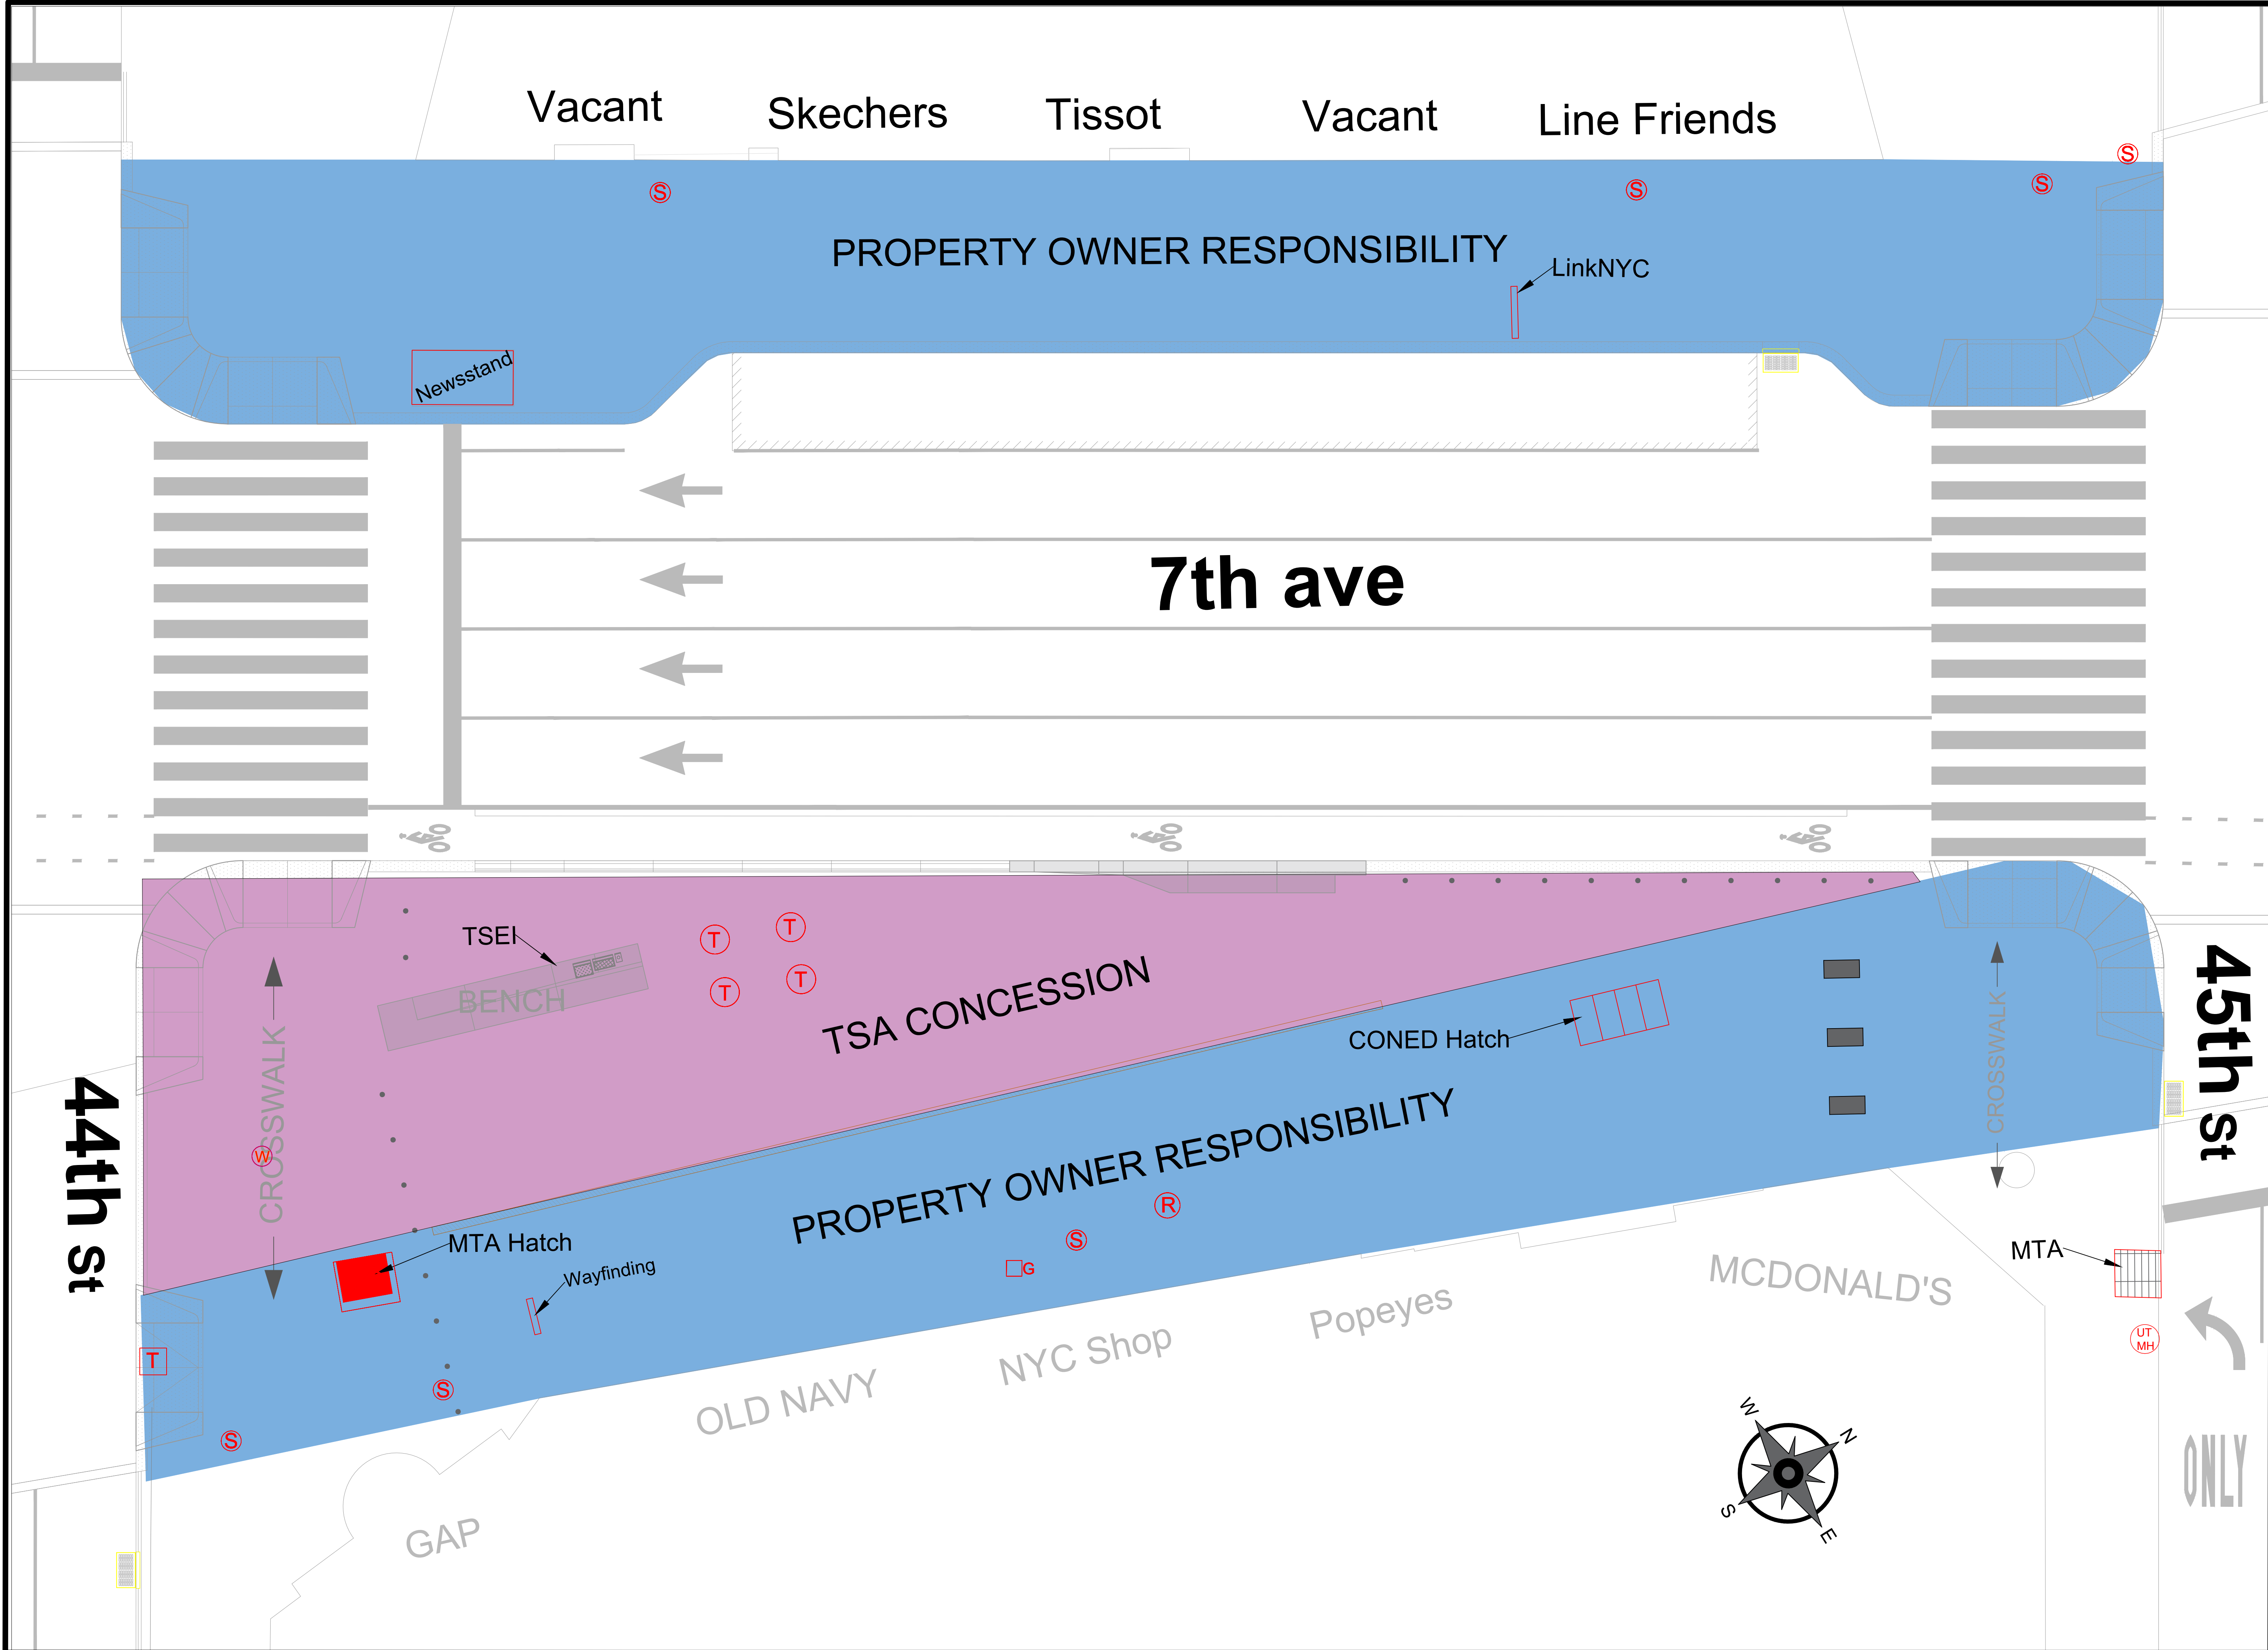 Vacant
Skechers
Tissot
Vacant
Line Friends
S
S
S
S
PROPERTY OWNER RESPONSIBILITY
LinkNYC
Newsstand
7th ave
TSEI
BENCH
T
T
T
T
TSA CONCESSION
CROSSWALK
W
44th st
CONED Hatch
CROSSWALK
45th st
PROPERTY OWNER RESPONSIBILITY
MTA Hatch
Wayfinding
R
S
G
T
S
S
MCDONALD'S
Popeyes
NYC Shop
OLD NAVY
GAP
MTA
UT
MH
ONLY
W
N
S
E